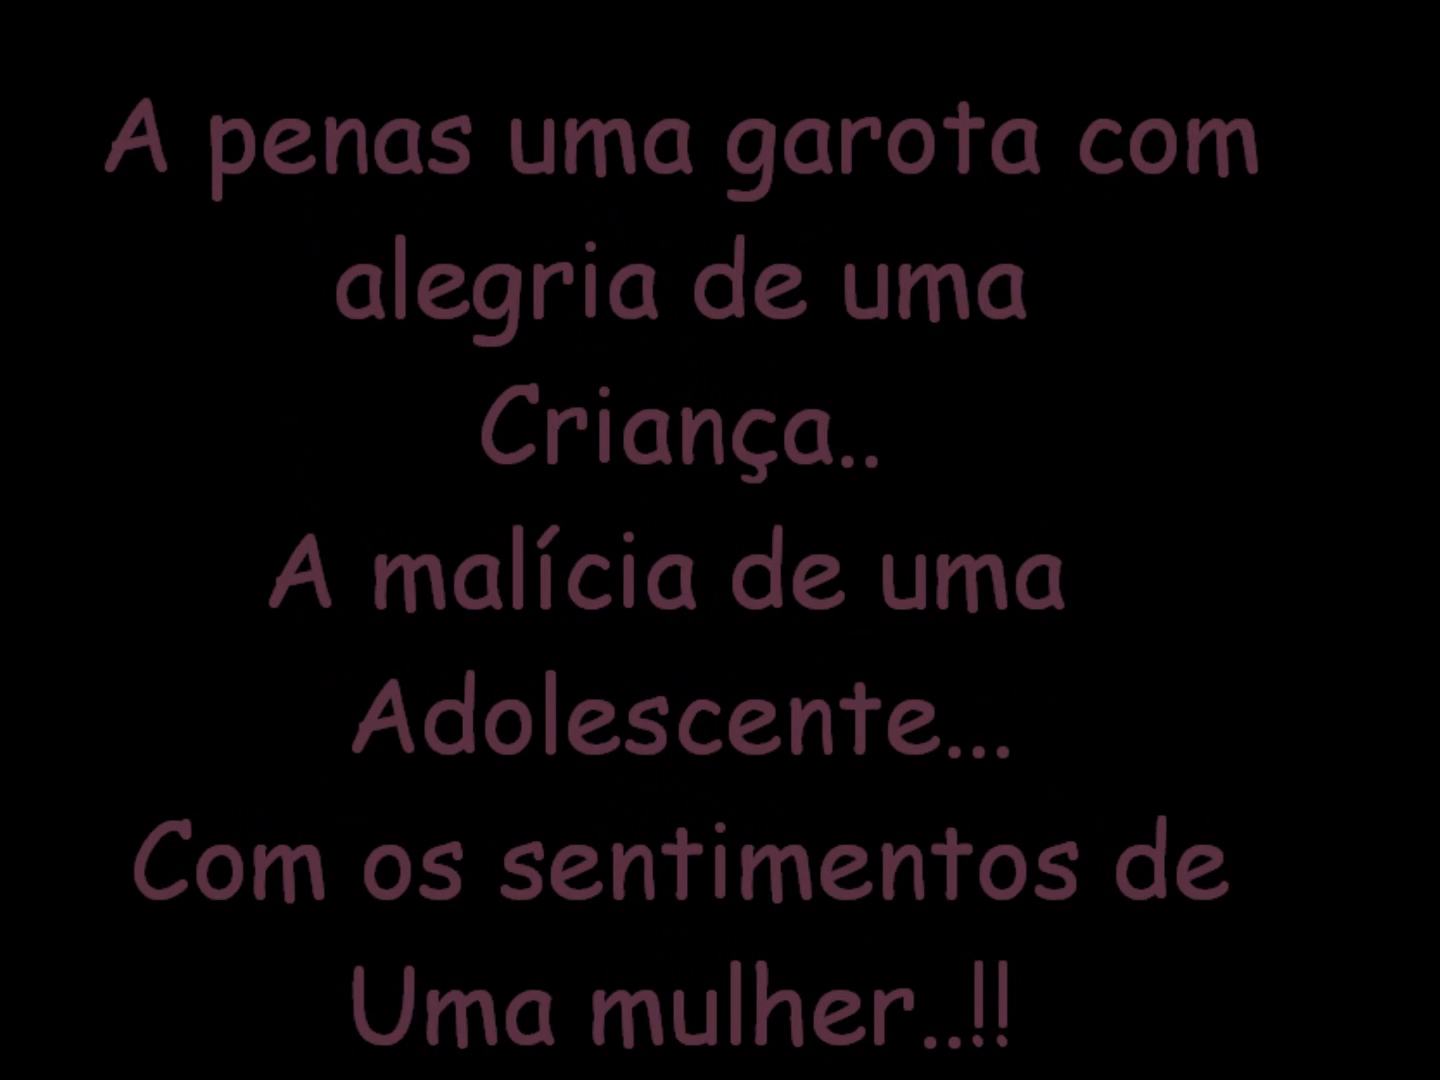 A penas uma garota com
alegria de uma
Criança..
A malícia de uma
Adolescente...
Com os sentimentos de
Uma mulher..!!